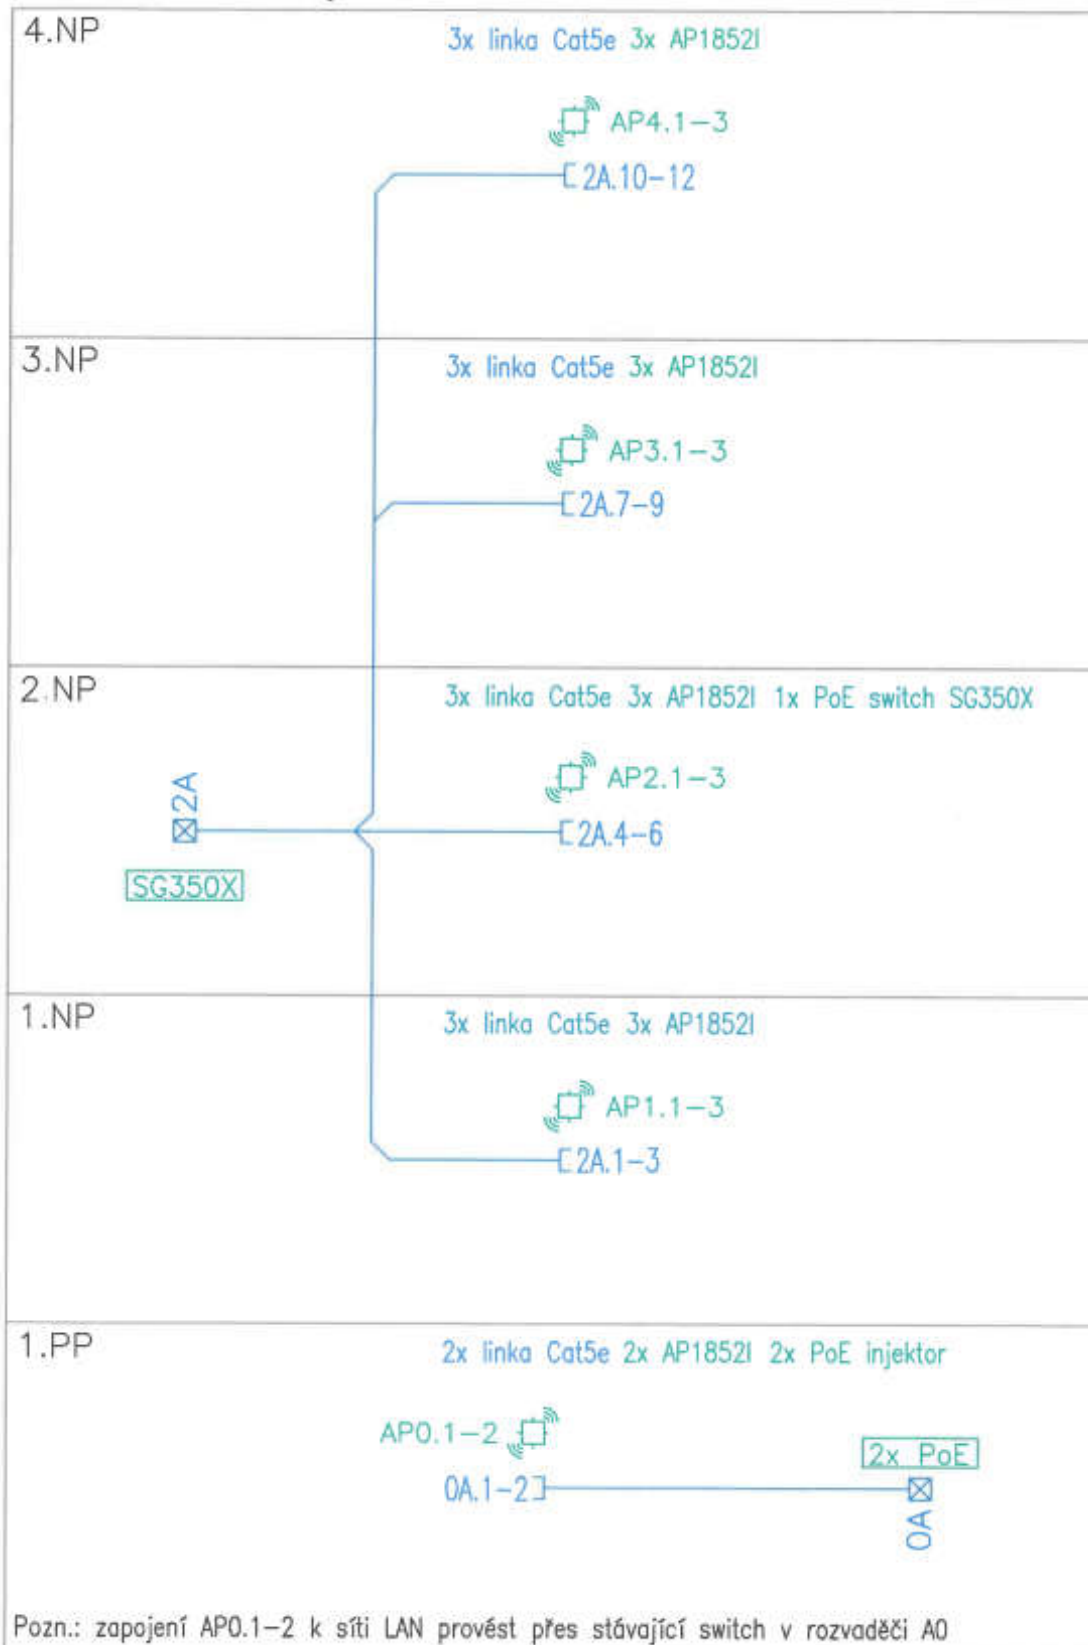 4.NP
3x linka Cat5e 3x AP1852I
AP4.1-3
2A.10-12
3.NP
3x linka Cat5e 3x AP1852I
AP3.1-3
2A.7-9
2.NP
3x linka Cat5e 3x AP1852I 1x PoE switch SG350X
AP2.1-3
2A
2A.4-6
SG350X
1.NP
3x linka Cat5e 3x AP1852I
AP1.1-3
2A.1-3
1.PP
2x linka Cat5e 2x AP1852I 2x PoE injektor
AP0.1-2
2x PoE
0A.1-2
0A
Pozn.: zapojení AP0.1-2 k síti LAN provést přes stávající switch v rozvaděči A0